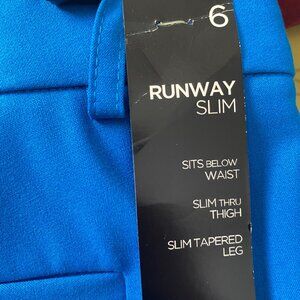 6
RUNWAY
SLIM
SITS BELOW
WAIST
SLIM THRU
THIGH
SLIM TAPERED
LEG